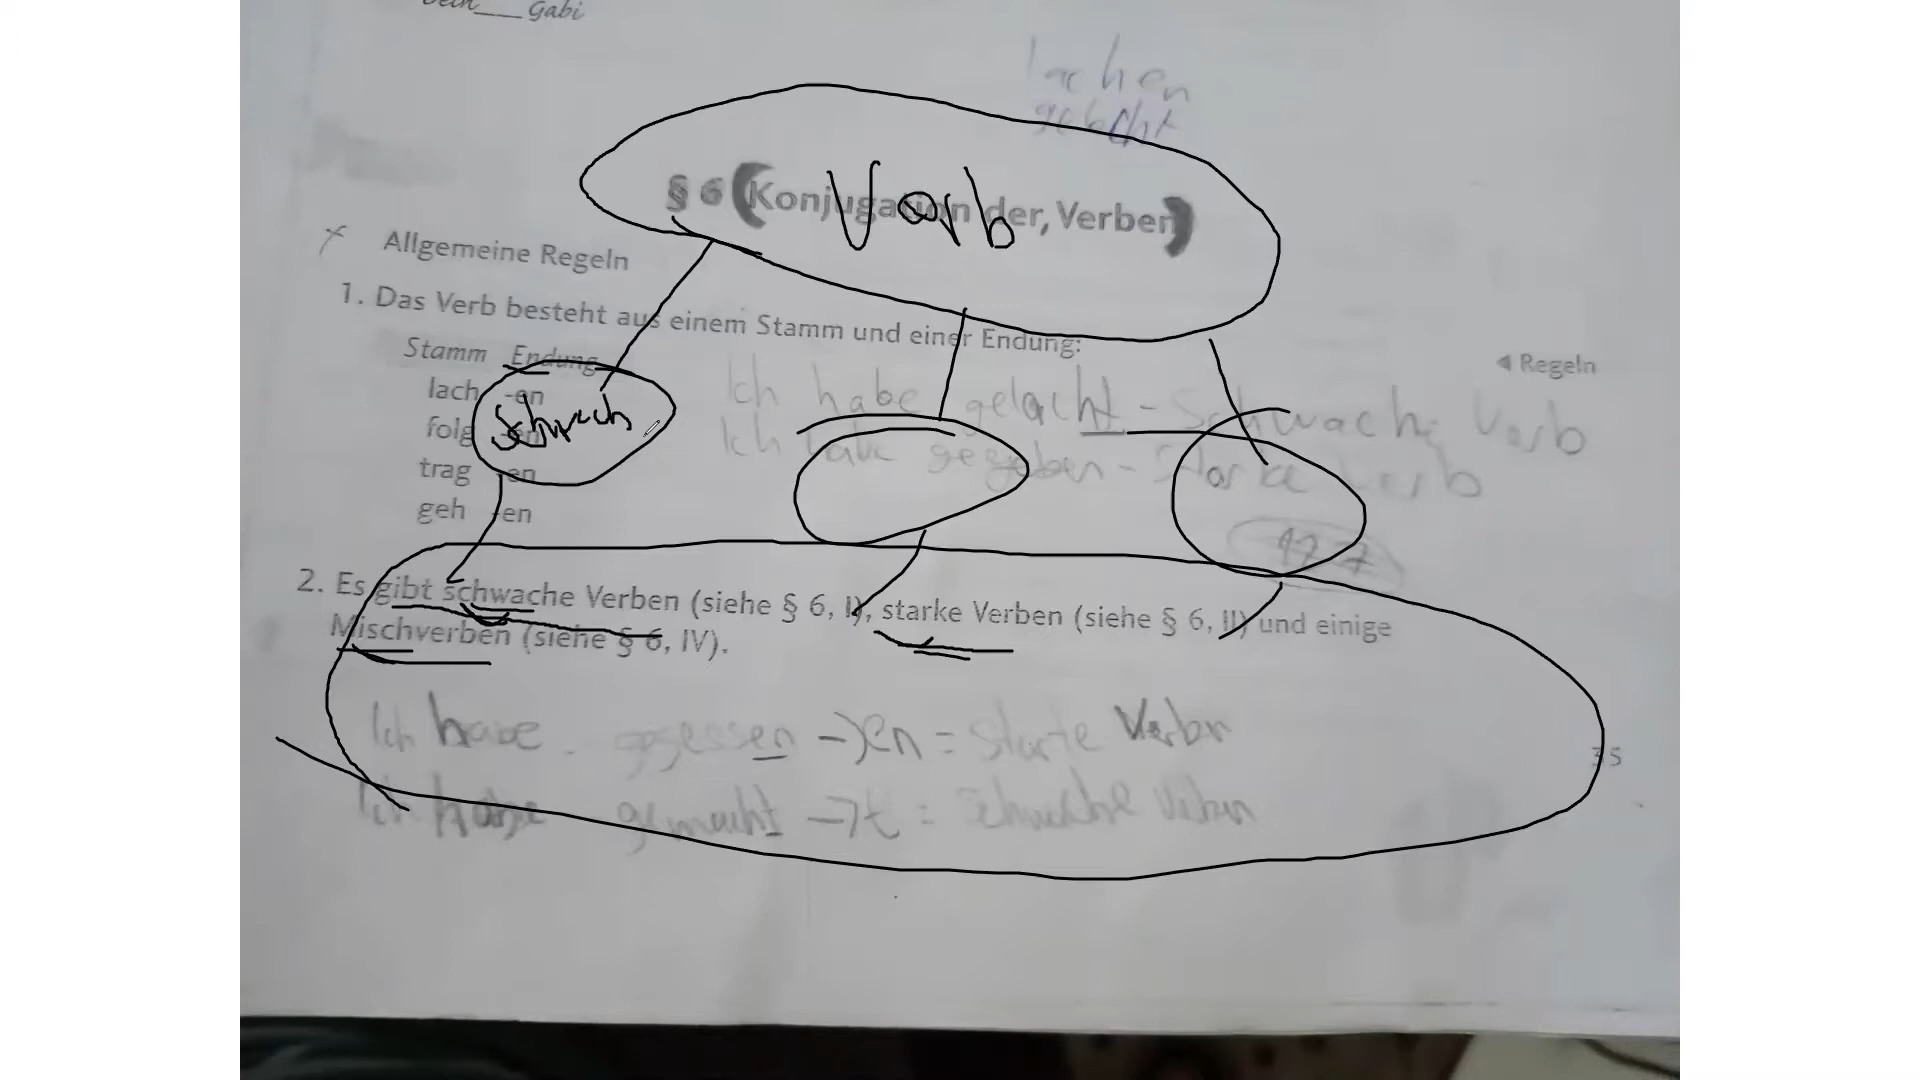 Dein___ Gabi
lachen
gelacht
§ 6 (Konjugation der, Verben)
Verb
Allgemeine Regeln
1. Das Verb besteht aus einem Stamm und einer Endung:
◄ Regeln
Stamm Endung
lach -en
folg -en
trag -en
geh -en
schwach
Ich habe gelacht - Schwache Verb
Ich habe gegeben - Starke Verb
2. Es gibt schwache Verben (siehe § 6, I), starke Verben (siehe § 6, II) und einige
Mischverben (siehe § 6, IV).
Ich habe gegessen → en = starke Verben
Ich habe gemacht → t = schwache Verben
35